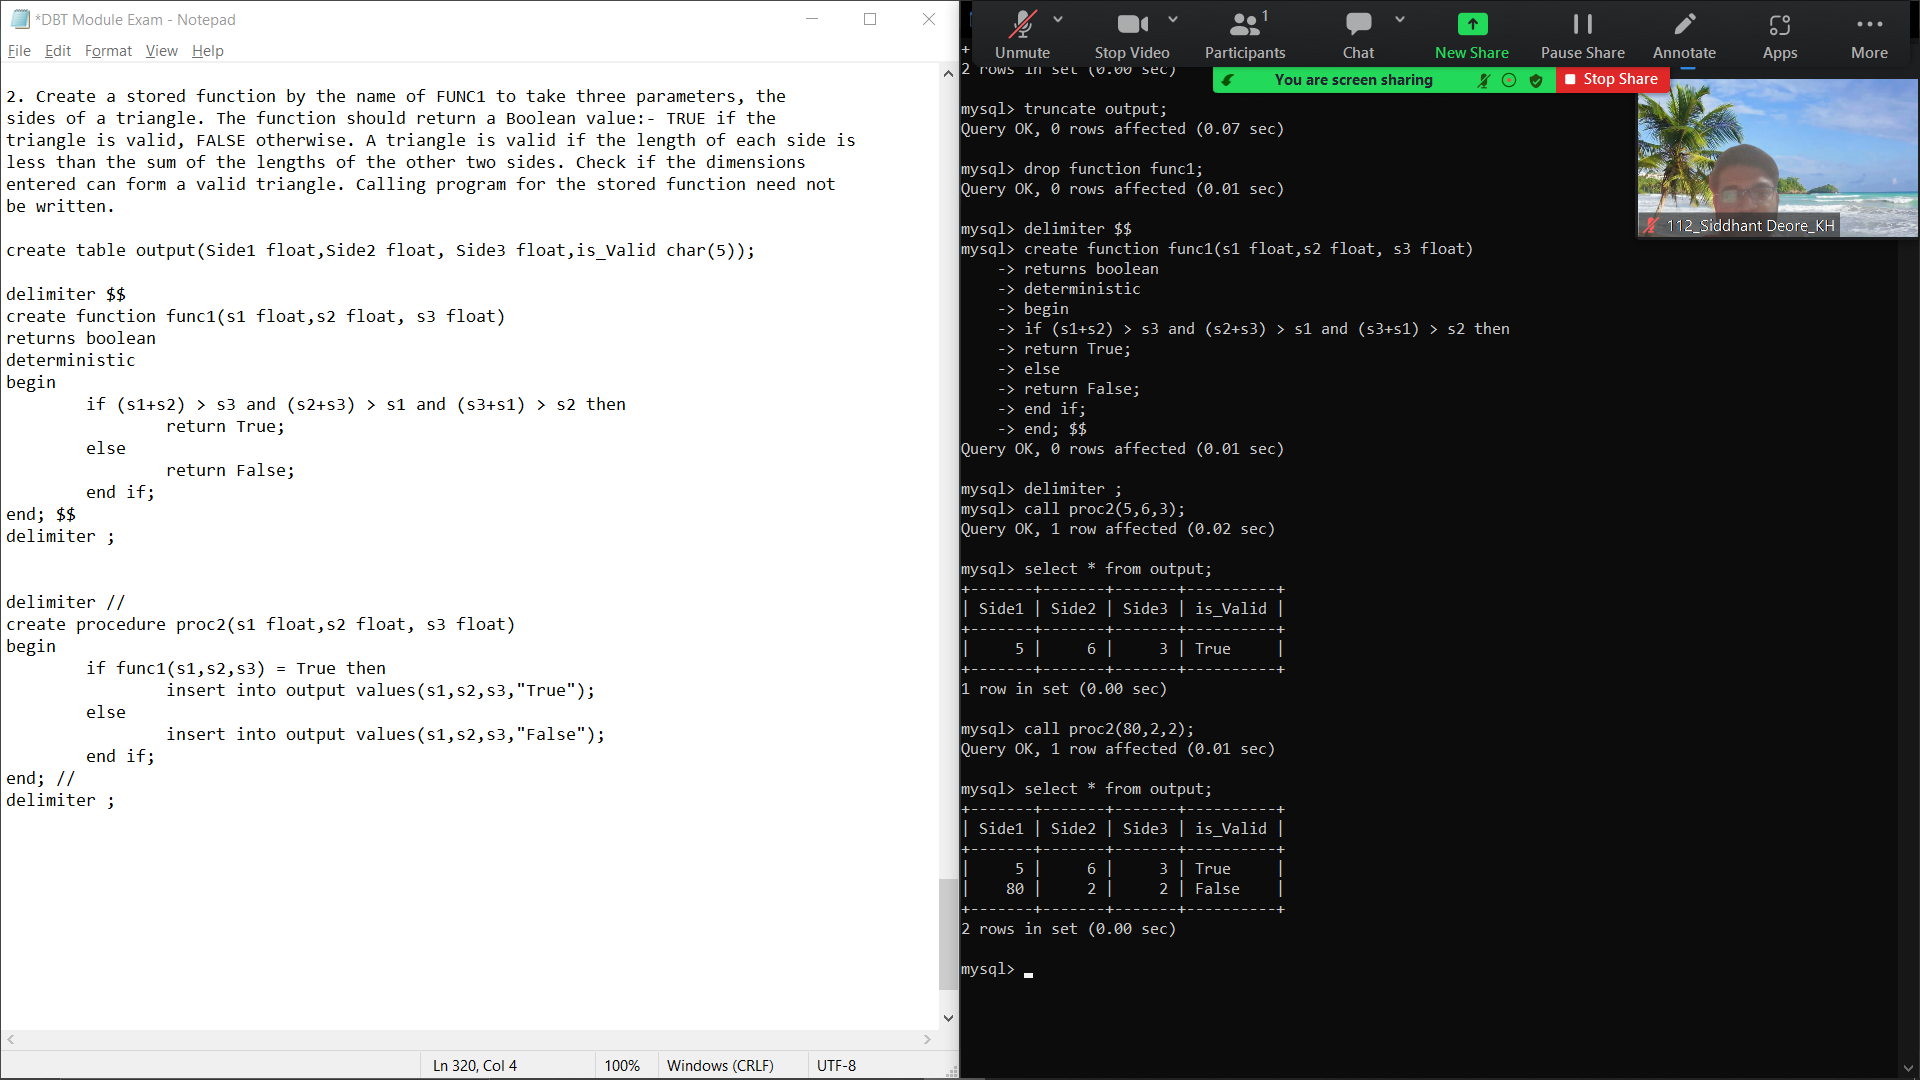 *DBT Module Exam - Notepad
File Edit Format View Help
2. Create a stored function by the name of FUNC1 to take three parameters, the
sides of a triangle. The function should return a Boolean value:- TRUE if the
triangle is valid, FALSE otherwise. A triangle is valid if the length of each side is
less than the sum of the lengths of the other two sides. Check if the dimensions
entered can form a valid triangle. Calling program for the stored function need not
be written.
create table output(Side1 float,Side2 float, Side3 float,is_Valid char(5));
delimiter $$
create function func1(s1 float,s2 float, s3 float)
returns boolean
deterministic
begin
if (s1+s2) > s3 and (s2+s3) > s1 and (s3+s1) > s2 then
return True;
else
return False;
end if;
end; $$
delimiter ;
delimiter //
create procedure proc2(s1 float,s2 float, s3 float)
begin
if func1(s1,s2,s3) = True then
insert into output values(s1,s2,s3,"True");
else
insert into output values(s1,s2,s3,"False");
end if;
end; //
delimiter ;
Ln 320, Col 4 100% Windows (CRLF) UTF-8
Unmute Stop Video Participants 1 Chat New Share Pause Share Annotate Apps More
You are screen sharing Stop Share
112_Siddhant Deore_KH
2 rows in set (0.00 sec)
mysql> truncate output;
Query OK, 0 rows affected (0.07 sec)
mysql> drop function func1;
Query OK, 0 rows affected (0.01 sec)
mysql> delimiter $$
mysql> create function func1(s1 float,s2 float, s3 float)
-> returns boolean
-> deterministic
-> begin
-> if (s1+s2) > s3 and (s2+s3) > s1 and (s3+s1) > s2 then
-> return True;
-> else
-> return False;
-> end if;
-> end; $$
Query OK, 0 rows affected (0.01 sec)
mysql> delimiter ;
mysql> call proc2(5,6,3);
Query OK, 1 row affected (0.02 sec)
mysql> select * from output;
+-------+-------+-------+----------+
| Side1 | Side2 | Side3 | is_Valid |
+-------+-------+-------+----------+
|     5 |     6 |     3 | True     |
+-------+-------+-------+----------+
1 row in set (0.00 sec)
mysql> call proc2(80,2,2);
Query OK, 1 row affected (0.01 sec)
mysql> select * from output;
+-------+-------+-------+----------+
| Side1 | Side2 | Side3 | is_Valid |
+-------+-------+-------+----------+
|     5 |     6 |     3 | True     |
|    80 |     2 |     2 | False    |
+-------+-------+-------+----------+
2 rows in set (0.00 sec)
mysql>